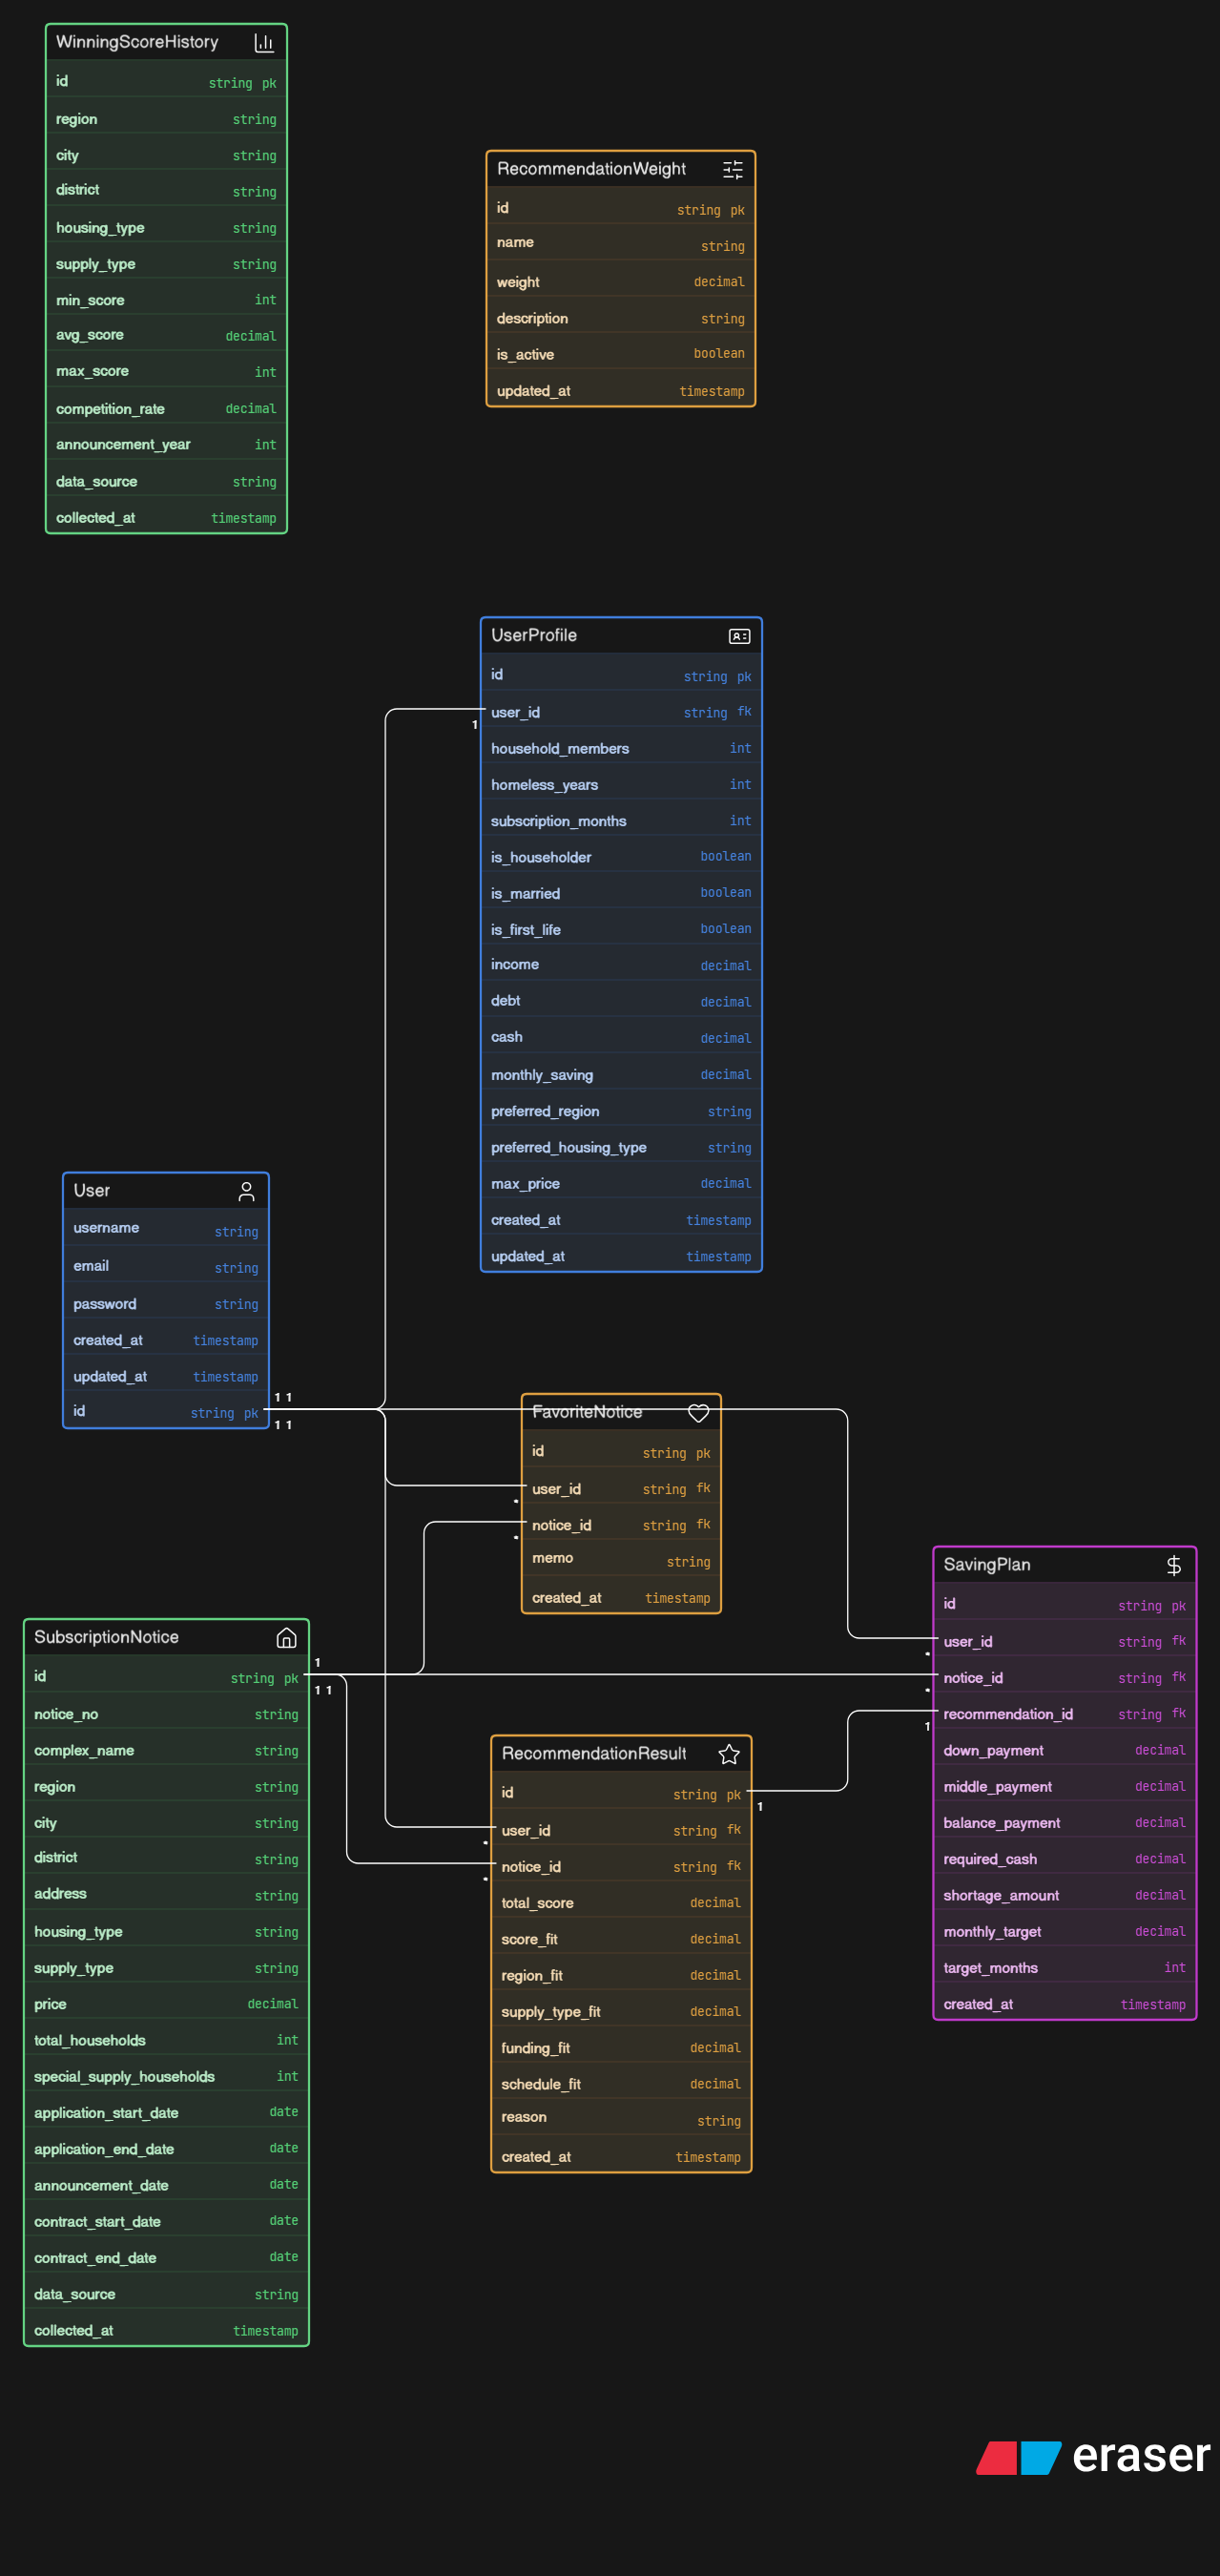 WinningScoreHistory
id string pk
region string
city string
district string
housing_type string
supply_type string
min_score int
avg_score decimal
max_score int
competition_rate decimal
announcement_year int
data_source string
collected_at timestamp
RecommendationWeight
id string pk
name string
weight decimal
description string
is_active boolean
updated_at timestamp
UserProfile
id string pk
user_id string fk
1
household_members int
homeless_years int
subscription_months int
is_householder boolean
is_married boolean
is_first_life boolean
income decimal
debt decimal
cash decimal
monthly_saving decimal
preferred_region string
preferred_housing_type string
max_price decimal
created_at timestamp
updated_at timestamp
User
username string
email string
password string
created_at timestamp
updated_at timestamp
1 1
id string pk
1 1
FavoriteNotice
id string pk
user_id string fk
*
notice_id string fk
*
memo string
created_at timestamp
SavingPlan
id string pk
user_id string fk
*
notice_id string fk
*
recommendation_id string fk
1
down_payment decimal
middle_payment decimal
balance_payment decimal
required_cash decimal
shortage_amount decimal
monthly_target decimal
target_months int
created_at timestamp
SubscriptionNotice
1
id string pk
1 1
notice_no string
complex_name string
region string
city string
district string
address string
housing_type string
supply_type string
price decimal
total_households int
special_supply_households int
application_start_date date
application_end_date date
announcement_date date
contract_start_date date
contract_end_date date
data_source string
collected_at timestamp
RecommendationResult
id string pk
1
user_id string fk
*
notice_id string fk
*
total_score decimal
score_fit decimal
region_fit decimal
supply_type_fit decimal
funding_fit decimal
schedule_fit decimal
reason string
created_at timestamp
eraser